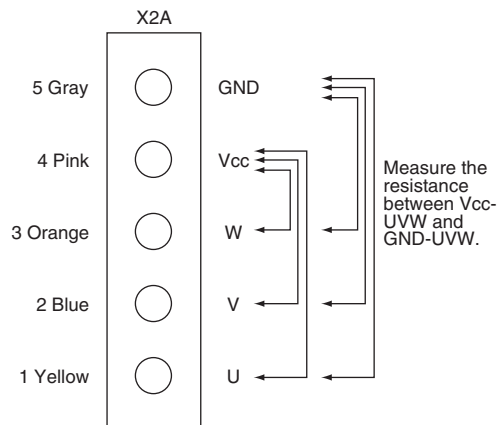 X2A
5 Gray GND
4 Pink Vcc
3 Orange W
2 Blue V
1 Yellow U
Measure the
resistance
between Vcc-
UVW and
GND-UVW.